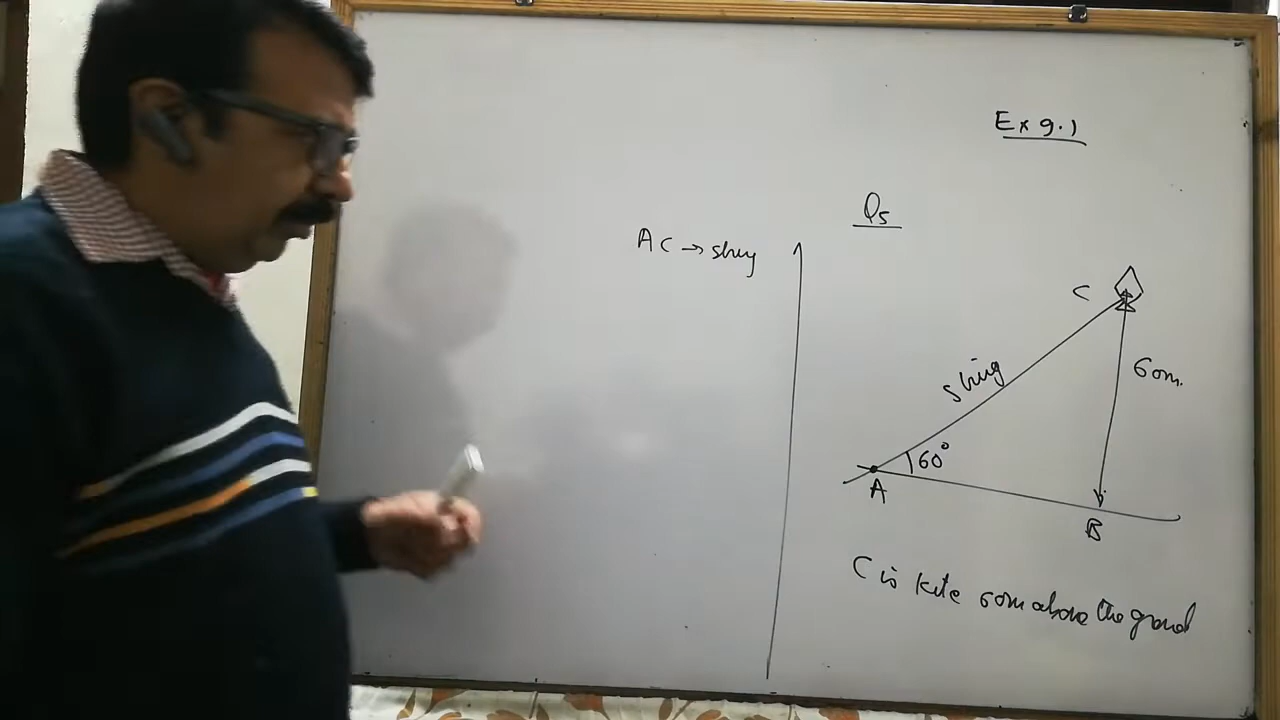 Ex 9.1
Q5
AC → string
C
string
60m.
60°
A
B
C is kite 60m above the ground